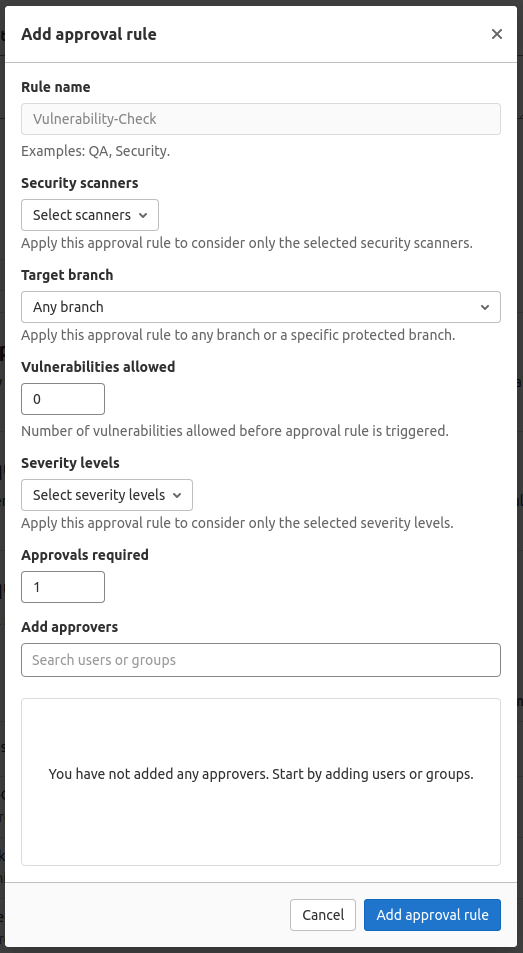 Add approval rule
Rule name
Vulnerability-Check
Examples: QA, Security.
Security scanners
Select scanners
Apply this approval rule to consider only the selected security scanners.
Target branch
Any branch
Apply this approval rule to any branch or a specific protected branch.
Vulnerabilities allowed
0
Number of vulnerabilities allowed before approval rule is triggered.
Severity levels
Select severity levels
Apply this approval rule to consider only the selected severity levels.
Approvals required
1
Add approvers
Search users or groups
You have not added any approvers. Start by adding users or groups.
Cancel
Add approval rule